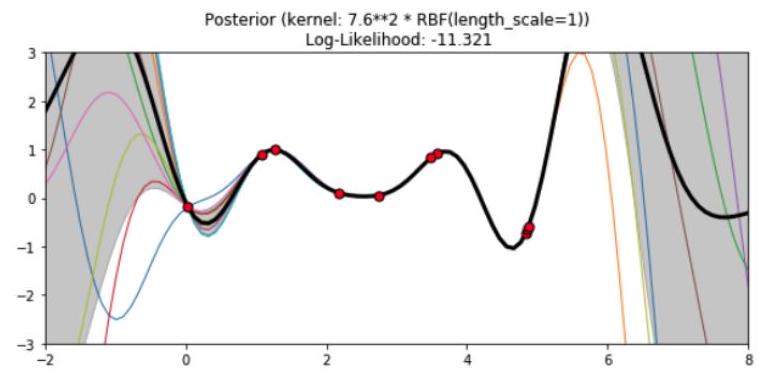 Posterior (kernel: 7.6**2 * RBF(length_scale=1))
Log-Likelihood: -11.321
3
2
1
0
−1
−2
−3
−2 0 2 4 6 8